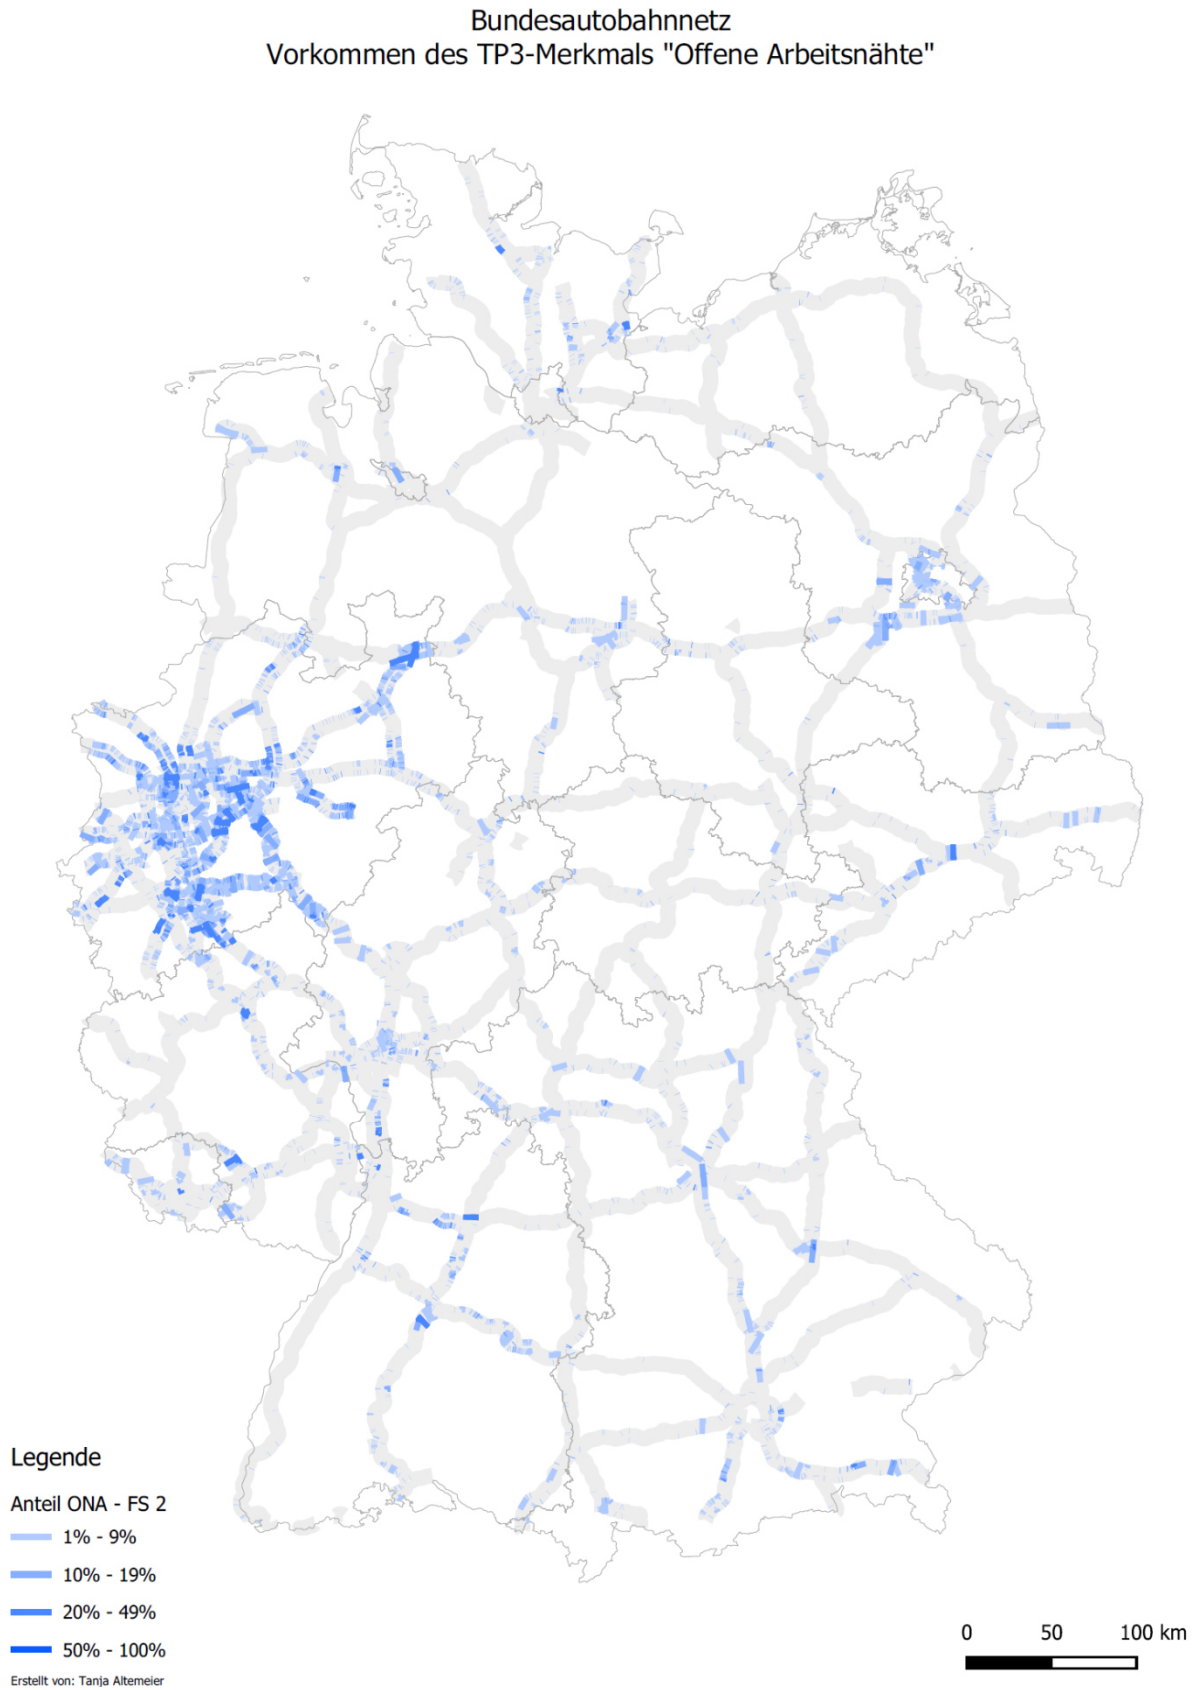 Bundesautobahnnetz
Vorkommen des TP3-Merkmals "Offene Arbeitsnähte"
Legende
Anteil ONA - FS 2
1% - 9%
10% - 19%
20% - 49%
50% - 100%
Erstellt von: Tanja Altemeier
0 50 100 km